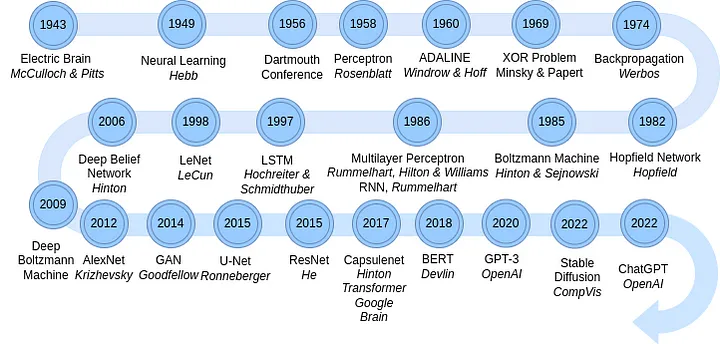 1943
Electric Brain
McCulloch & Pitts
1949
Neural Learning
Hebb
1956
Dartmouth
Conference
1958
Perceptron
Rosenblatt
1960
ADALINE
Windrow & Hoff
1969
XOR Problem
Minsky & Papert
1974
Backpropagation
Werbos
1982
Hopfield Network
Hopfield
1985
Boltzmann Machine
Hinton & Sejnowski
1986
Multilayer Perceptron
Rummelhart, Hilton & Williams
RNN, Rummelhart
1997
LSTM
Hochreiter &
Schmidthuber
1998
LeNet
LeCun
2006
Deep Belief
Network
Hinton
2009
Deep
Boltzmann
Machine
2012
AlexNet
Krizhevsky
2014
GAN
Goodfellow
2015
U-Net
Ronneberger
2015
ResNet
He
2017
Capsulenet
Hinton
Transformer
Google
Brain
2018
BERT
Devlin
2020
GPT-3
OpenAI
2022
Stable
Diffusion
CompVis
2022
ChatGPT
OpenAI